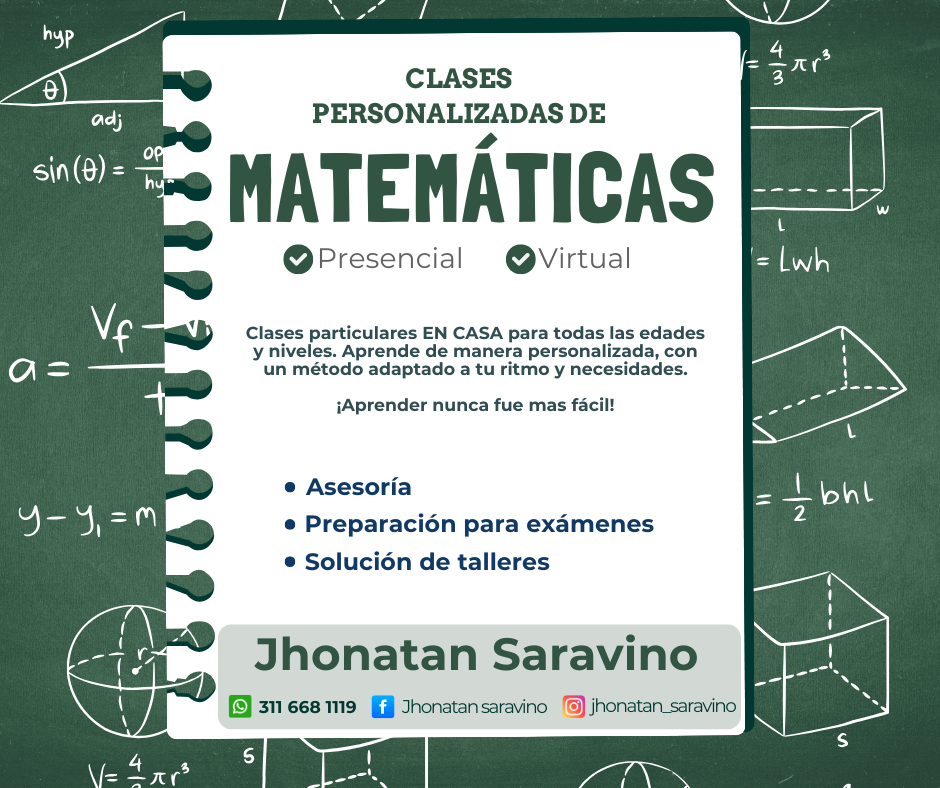 CLASES
PERSONALIZADAS DE
MATEMÁTICAS
Presencial Virtual
Clases particulares EN CASA para todas las edades
y niveles. Aprende de manera personalizada, con
un método adaptado a tu ritmo y necesidades.
¡Aprender nunca fue mas fácil!
• Asesoría
• Preparación para exámenes
• Solución de talleres
Jhonatan Saravino
311 668 1119 Jhonatan saravino jhonatan_saravino
hyp
θ
adj
sin(θ) =
a =
Vf –
y – y₁ = m
r
V = 4/3 πr³
S
= 4/3 πr³
L
w
= Lwh
L
= 1/2 bhl
S